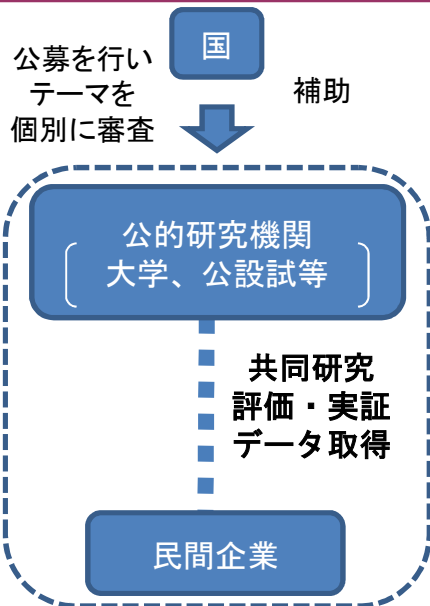 国
公募を行い
テーマを
個別に審査
補助
公的研究機関
大学、公設試等
共同研究
評価・実証
データ取得
民間企業